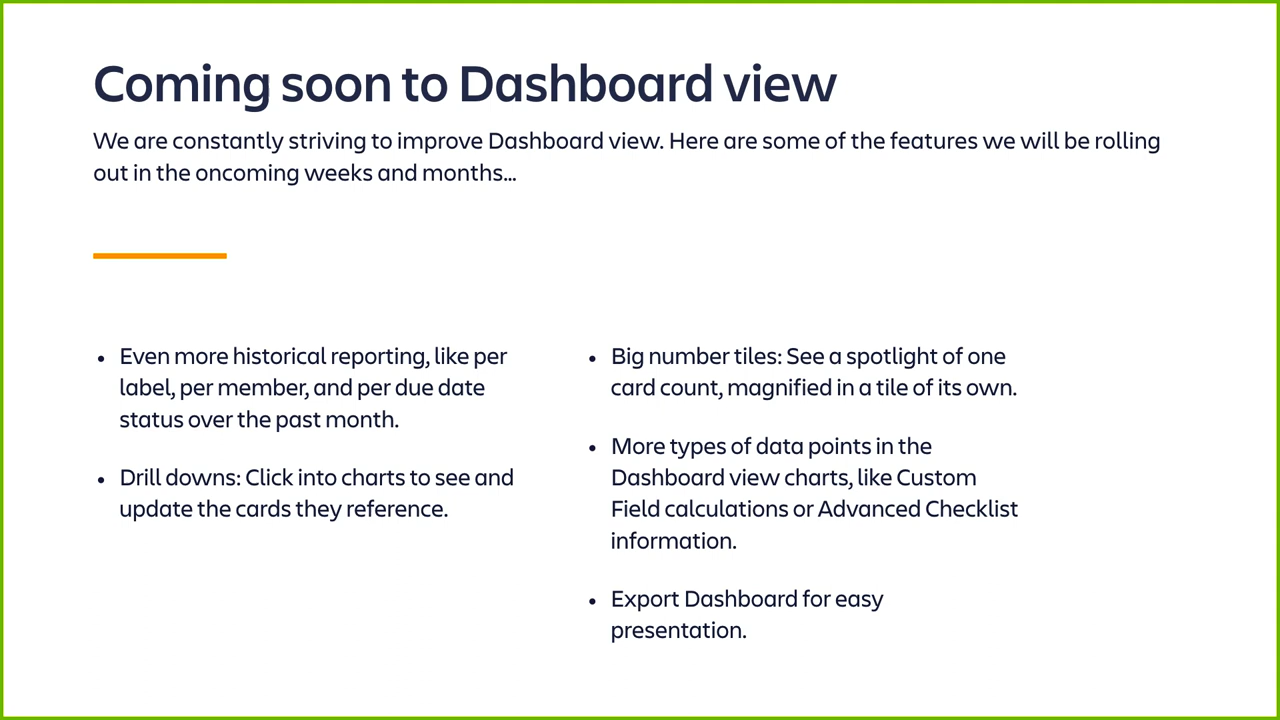 Coming soon to Dashboard view
We are constantly striving to improve Dashboard view. Here are some of the features we will be rolling
out in the oncoming weeks and months...
• Even more historical reporting, like per
label, per member, and per due date
status over the past month.
• Drill downs: Click into charts to see and
update the cards they reference.
• Big number tiles: See a spotlight of one
card count, magnified in a tile of its own.
• More types of data points in the
Dashboard view charts, like Custom
Field calculations or Advanced Checklist
information.
• Export Dashboard for easy
presentation.